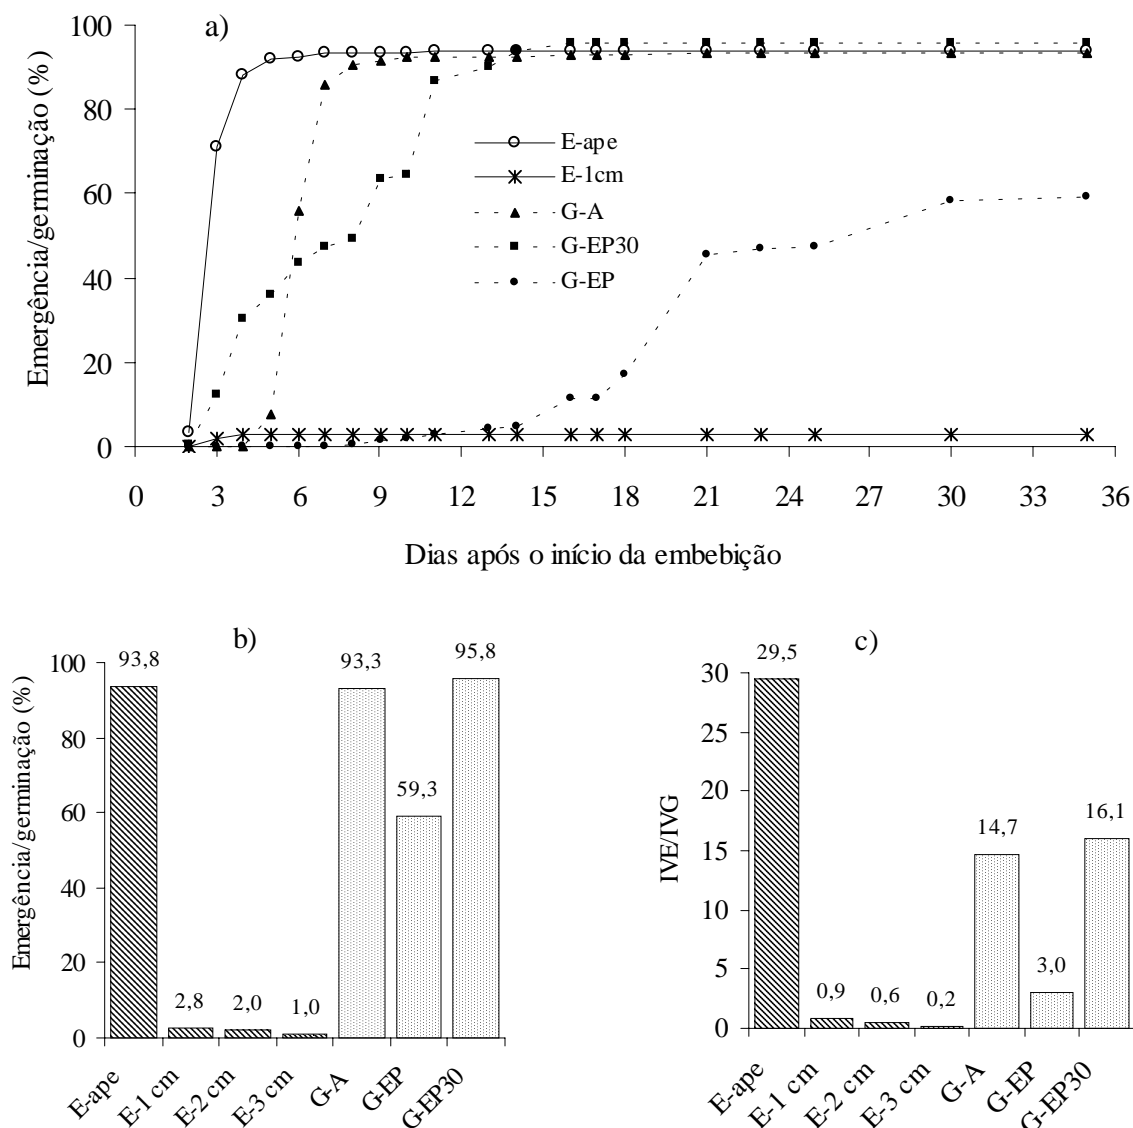 a)
Emergência/germinação (%)
100
80
60
40
20
0
E-ape
E-1cm
G-A
G-EP30
G-EP
0 3 6 9 12 15 18 21 24 27 30 33 36
Dias após o início da embebição
b)
Emergência/germinação (%)
100
80
60
40
20
0
93,8
2,8
2,0
1,0
93,3
59,3
95,8
E-ape
E-1 cm
E-2 cm
E-3 cm
G-A
G-EP
G-EP30
c)
IVE/IVG
30
25
20
15
10
5
0
29,5
0,9
0,6
0,2
14,7
3,0
16,1
E-ape
E-1 cm
E-2 cm
E-3 cm
G-A
G-EP
G-EP30